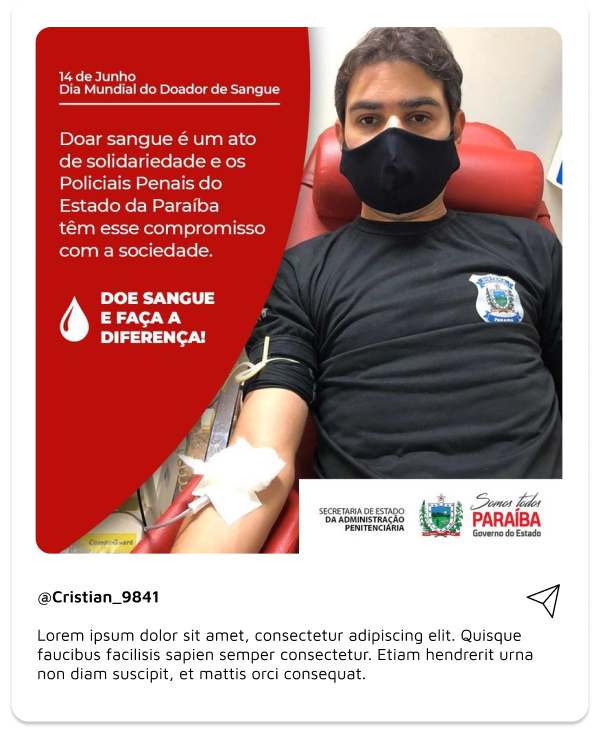 14 de Junho
Dia Mundial do Doador de Sangue
Doar sangue é um ato
de solidariedade e os
Policiais Penais do
Estado da Paraíba
têm esse compromisso
com a sociedade.
DOE SANGUE
E FAÇA A
DIFERENÇA!
PARAÍBA
SECRETARIA DE ESTADO
DA ADMINISTRAÇÃO
PENITENCIÁRIA
Somos todos
PARAÍBA
Governo do Estado
@Cristian_9841
Lorem ipsum dolor sit amet, consectetur adipiscing elit. Quisque
faucibus facilisis sapien semper consectetur. Etiam hendrerit urna
non diam suscipit, et mattis orci consequat.